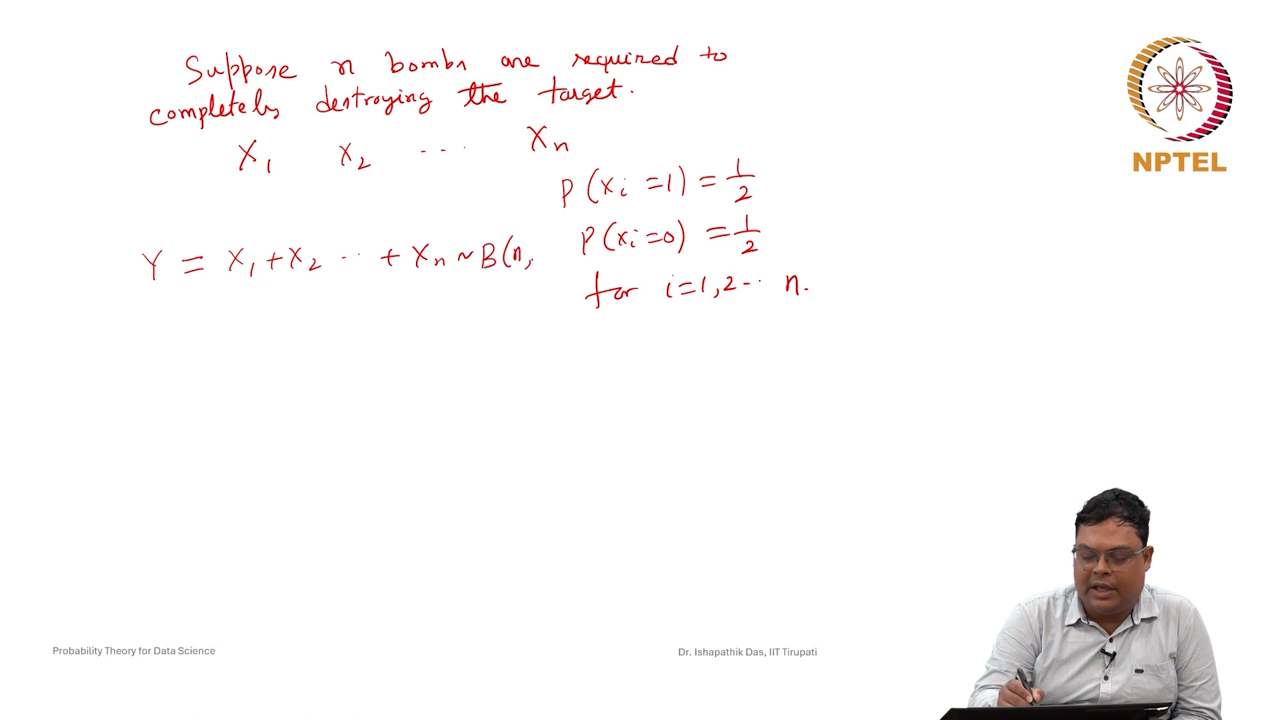 Suppose n bombs are required to
completely destroying the target.
X₁ X₂ ... Xₙ
P(Xᵢ=1) = 1/2
P(Xᵢ=0) = 1/2
Y = X₁+X₂ ... + Xₙ ~ B(n,
for i=1,2... n.
NPTEL
Probability Theory for Data Science
Dr. Ishapathik Das, IIT Tirupati